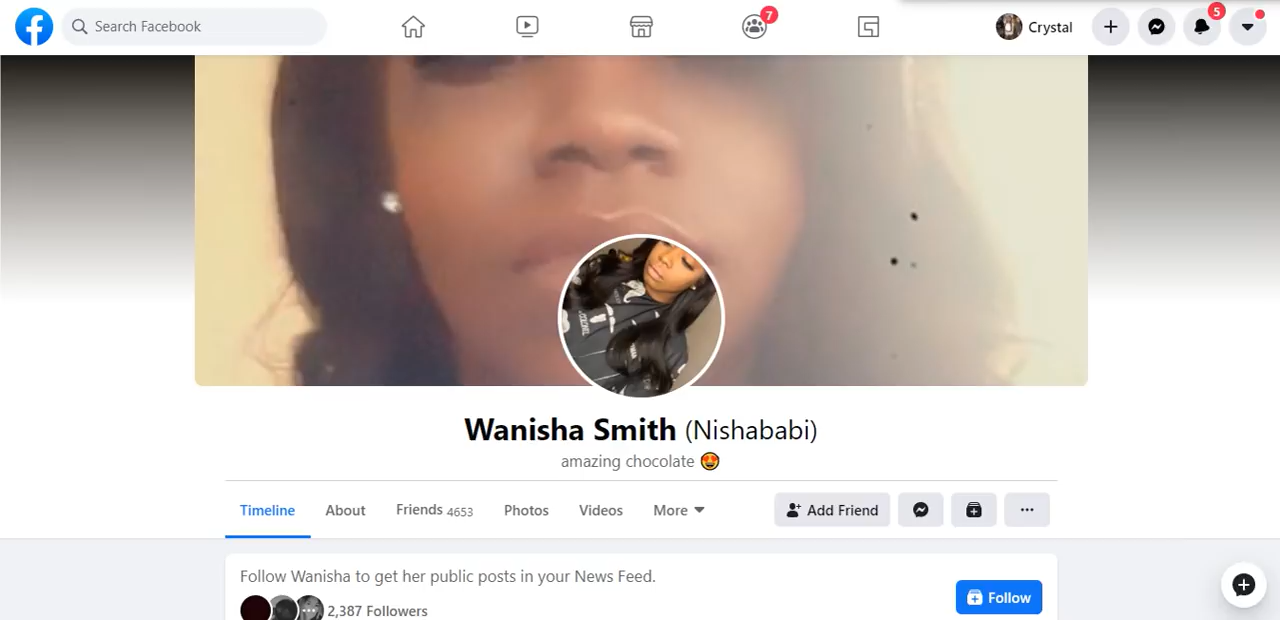 Search Facebook
7
Crystal
5
Wanisha Smith (Nishababi)
amazing chocolate 😍
Timeline About Friends 4653 Photos Videos More Add Friend ...
Follow Wanisha to get her public posts in your News Feed.
2,387 Followers
Follow